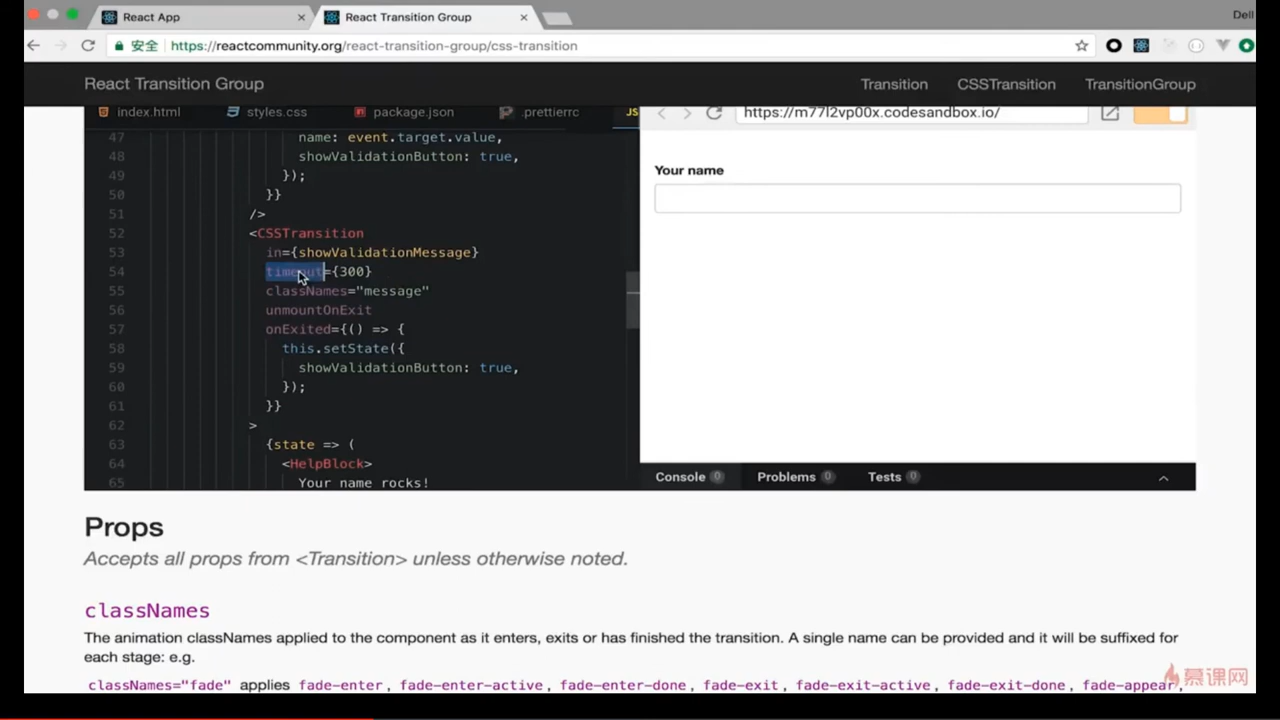 React App
React Transition Group
Dell
安全
https://reactcommunity.org/react-transition-group/css-transition
React Transition Group
Transition
CSSTransition
TransitionGroup
index.html
styles.css
package.json
.prettierrc
JS
https://m77l2vp00x.codesandbox.io/
47 name: event.target.value,
48 showValidationButton: true,
49 });
50 }}
51 />
52 <CSSTransition
53 in={showValidationMessage}
54 timeout={300}
55 classNames="message"
56 unmountOnExit
57 onExited={() => {
58 this.setState({
59 showValidationButton: true,
60 });
61 }}
62 >
63 {state => (
64 <HelpBlock>
65 Your name rocks!
Your name
Console 0
Problems 0
Tests 0
Props
Accepts all props from <Transition> unless otherwise noted.
classNames
The animation classNames applied to the component as it enters, exits or has finished the transition. A single name can be provided and it will be suffixed for
each stage: e.g.
classNames="fade" applies fade-enter, fade-enter-active, fade-enter-done, fade-exit, fade-exit-active, fade-exit-done, fade-appear,
慕课网